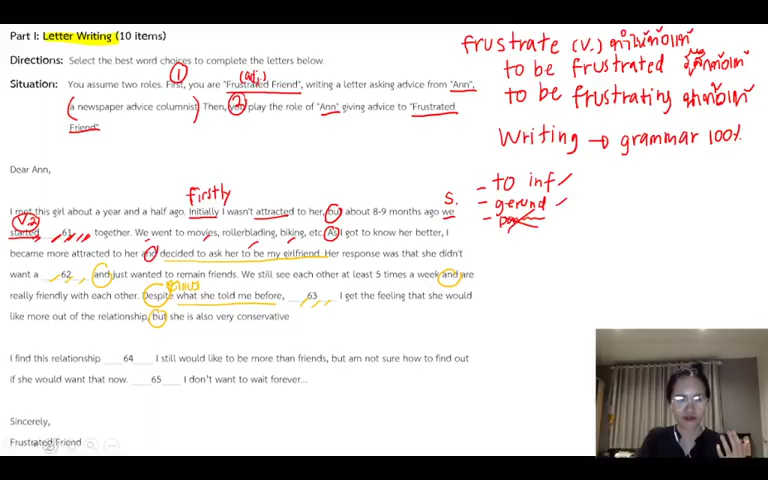 Part I: Letter Writing (10 items)
Directions: Select the best word choices to complete the letters below.
1
(adj.)
Situation: You assume two roles. First, you are "Frustrated Friend", writing a letter asking advice from "Ann",
a newspaper advice columnist. Then, you play the role of "Ann" giving advice to "Frustrated
2
Friend"
frustrate (v.) ทำให้ท้อแท้
to be frustrated รู้สึกท้อแท้
to be frustrating น่าท้อแท้
Writing → grammar 100%
- to inf
- gerund
Dear Ann,
firstly
S.
I met this girl about a year and a half ago. Initially I wasn't attracted to her, but about 8-9 months ago we
V.2
started ___61___ together. We went to movies, rollerblading, biking, etc. As I got to know her better, I
became more attracted to her and decided to ask her to be my girlfriend. Her response was that she didn't
want a ___62___ and just wanted to remain friends. We still see each other at least 5 times a week and are
really friendly with each other. Despite what she told me before, ___63___ I get the feeling that she would
like more out of the relationship, but she is also very conservative
I find this relationship ___64___ I still would like to be more than friends, but am not sure how to find out
if she would want that now. ___65___ I don't want to wait forever...
Sincerely,
Frustrated Friend